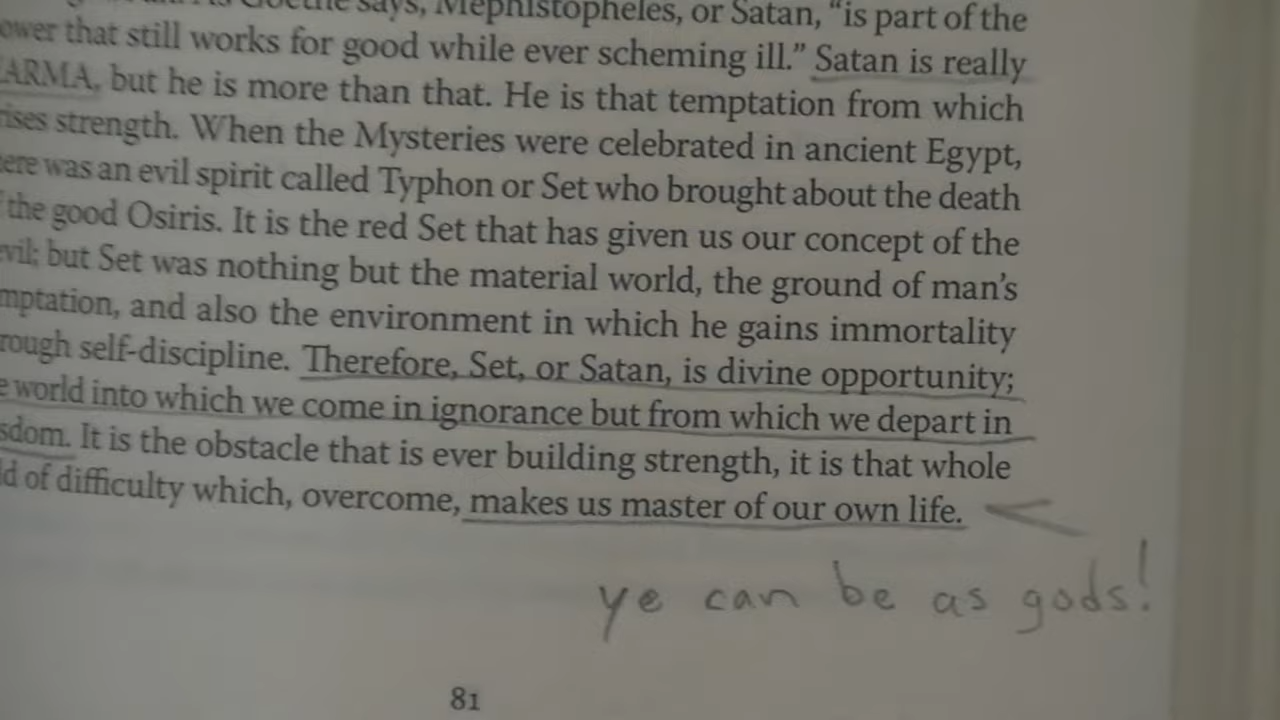 says, Mephistopheles, or Satan, “is part of the
ower that still works for good while ever scheming ill.” Satan is really
ARMA, but he is more than that. He is that temptation from which
rises strength. When the Mysteries were celebrated in ancient Egypt,
ere was an evil spirit called Typhon or Set who brought about the death
the good Osiris. It is the red Set that has given us our concept of the
evil; but Set was nothing but the material world, the ground of man’s
mptation, and also the environment in which he gains immortality
rough self-discipline. Therefore, Set, or Satan, is divine opportunity;
e world into which we come in ignorance but from which we depart in
sdom. It is the obstacle that is ever building strength, it is that whole
ld of difficulty which, overcome, makes us master of our own life.
ye can be as gods!
81